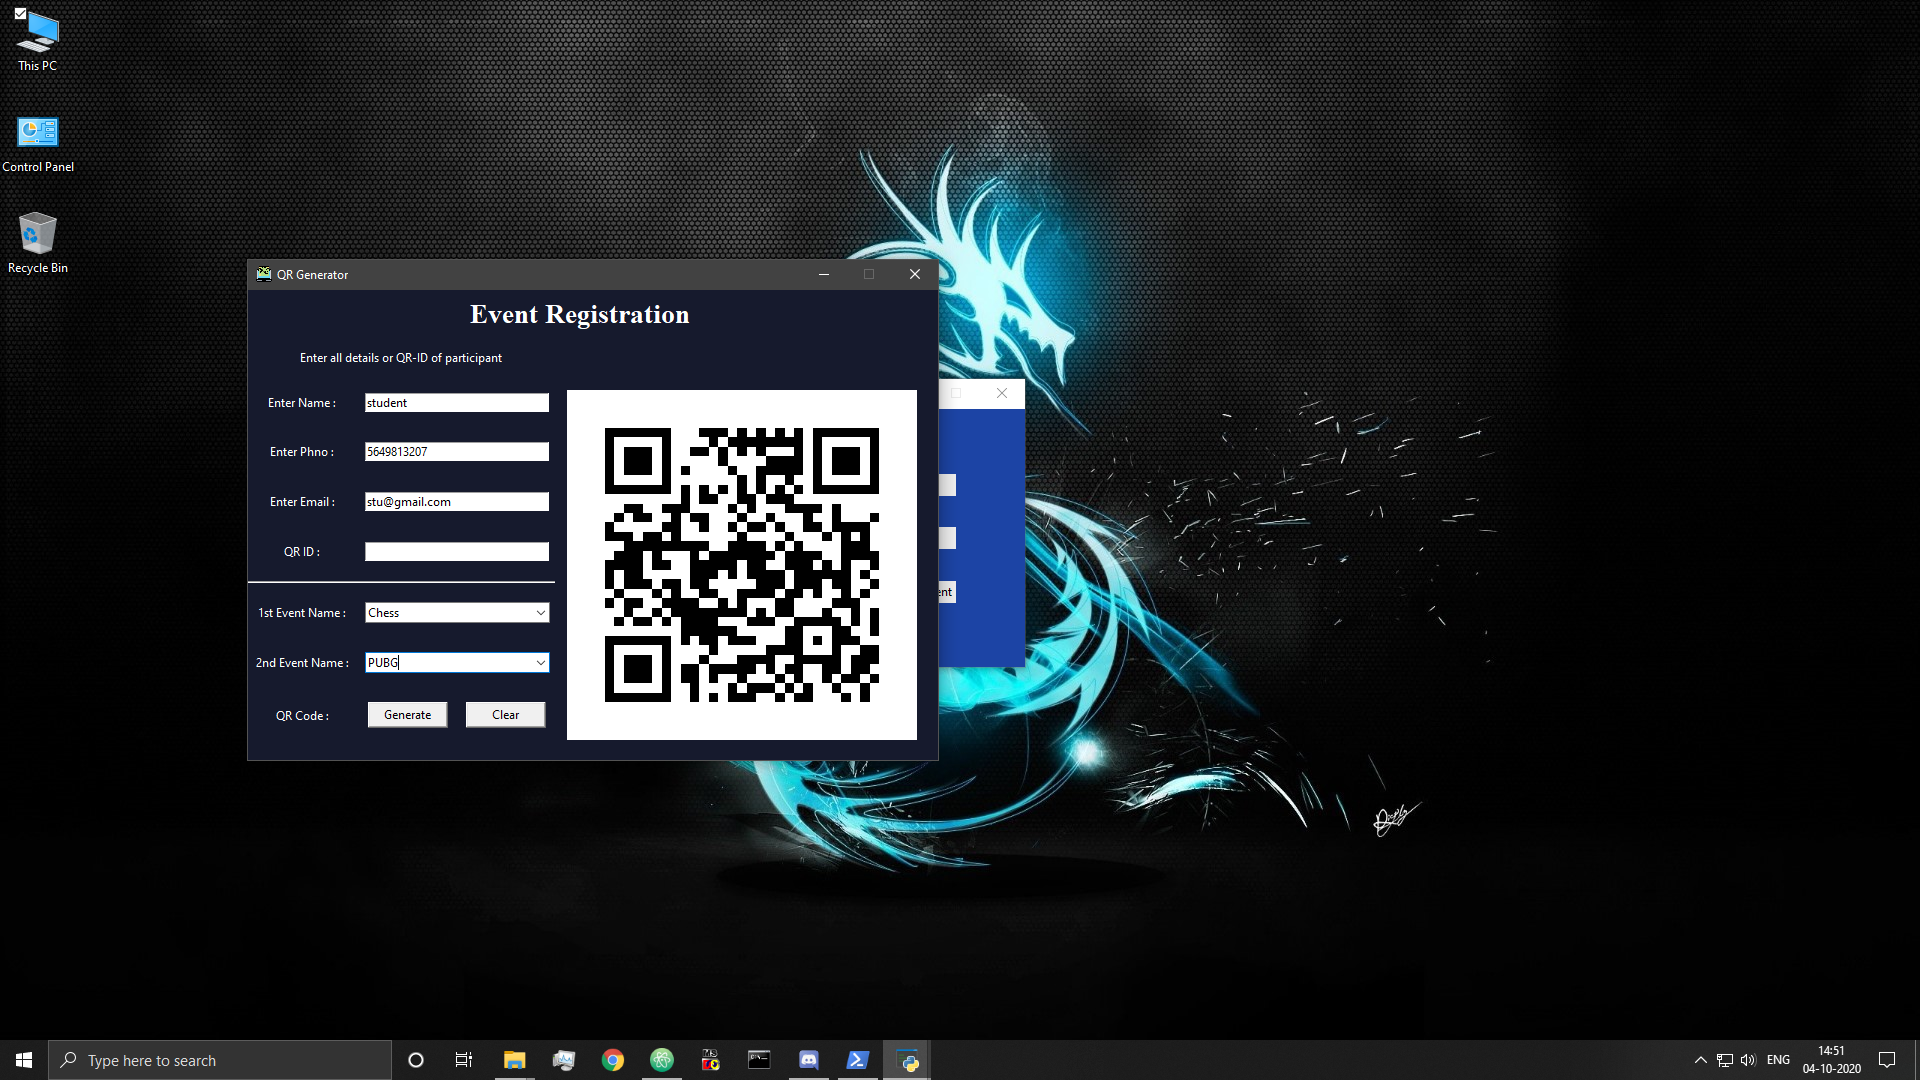 This PC
Control Panel
Recycle Bin
QR Generator
Event Registration
Enter all details or QR-ID of participant
Enter Name :
student
Enter Phno :
5649813207
Enter Email :
stu@gmail.com
QR ID :
1st Event Name :
Chess
2nd Event Name :
PUBG
QR Code :
Generate
Clear
ent
Type here to search
ENG
14:51
04-10-2020